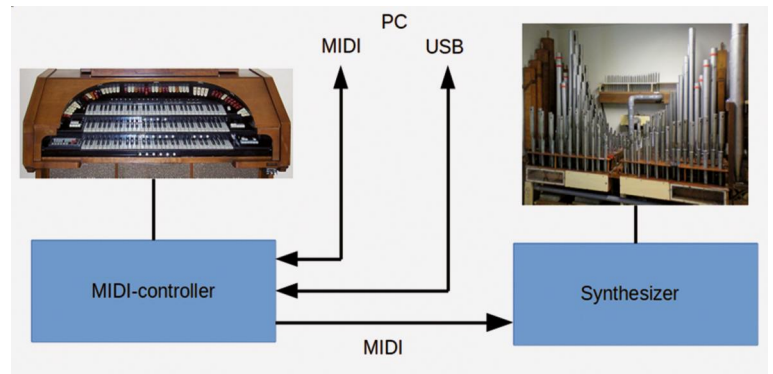 PC
MIDI
USB
MIDI-controller
Synthesizer
MIDI